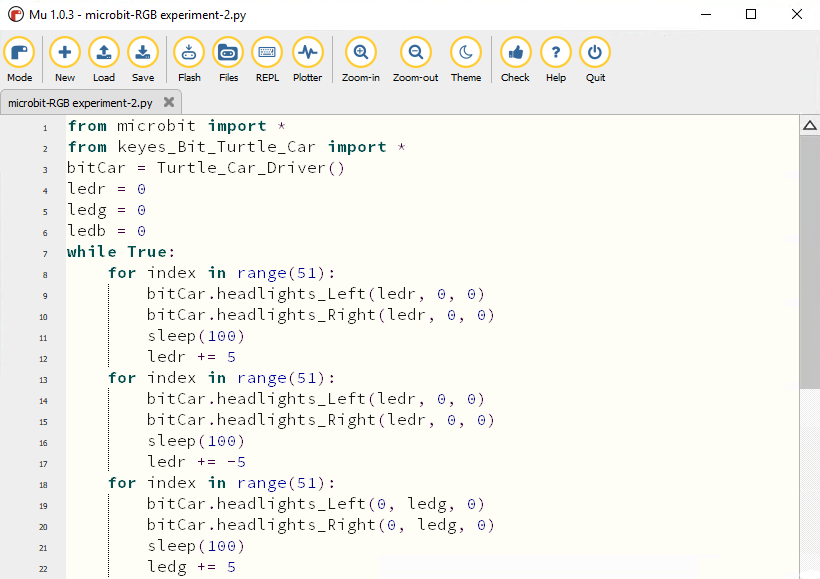 Mu 1.0.3 - microbit-RGB experiment-2.py
Mode New Load Save Flash Files REPL Plotter Zoom-in Zoom-out Theme Check Help Quit
microbit-RGB experiment-2.py
1 from microbit import *
2 from keyes_Bit_Turtle_Car import *
3 bitCar = Turtle_Car_Driver()
4 ledr = 0
5 ledg = 0
6 ledb = 0
7 while True:
8     for index in range(51):
9         bitCar.headlights_Left(ledr, 0, 0)
10         bitCar.headlights_Right(ledr, 0, 0)
11         sleep(100)
12         ledr += 5
13     for index in range(51):
14         bitCar.headlights_Left(ledr, 0, 0)
15         bitCar.headlights_Right(ledr, 0, 0)
16         sleep(100)
17         ledr += -5
18     for index in range(51):
19         bitCar.headlights_Left(0, ledg, 0)
20         bitCar.headlights_Right(0, ledg, 0)
21         sleep(100)
22         ledg += 5